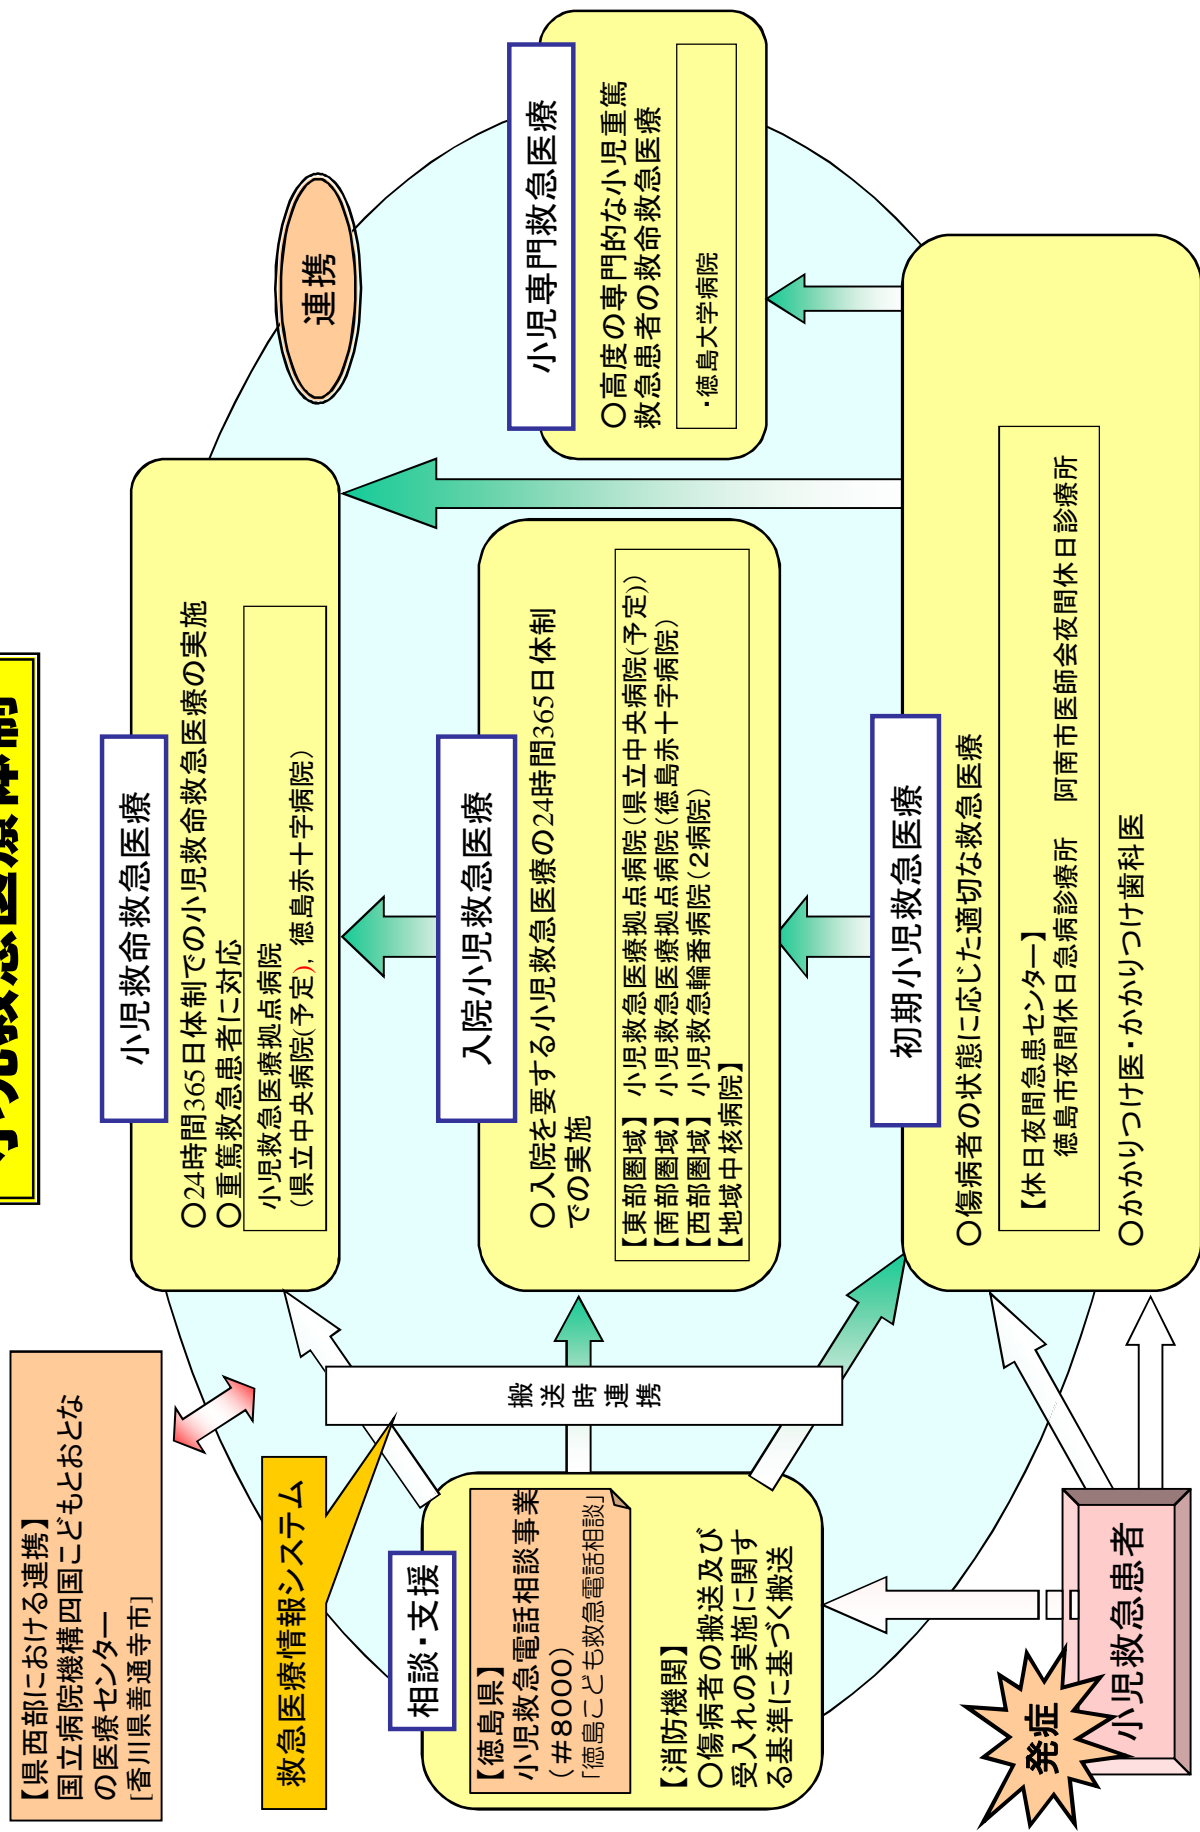 小児救急医療体制
【県西部における連携】
国立病院機構四国こどもとおとな
の医療センター
[香川県善通寺市]
救急医療情報システム
連携
小児救命救急医療
○24時間365日体制での小児救命救急医療の実施
○重篤救急患者に対応
小児救急医療拠点病院
（県立中央病院(予定)，徳島赤十字病院）
小児専門救急医療
○高度の専門的な小児重篤
救急患者の救命救急医療
・徳島大学病院
相談・支援
【徳島県】
小児救急電話相談事業
（＃8000）
「徳島こども救急電話相談」
【消防機関】
○傷病者の搬送及び
受入れの実施に関す
る基準に基づく搬送
搬送時連携
入院小児救急医療
○入院を要する小児救急医療の24時間365日体制
での実施
【東部圏域】 小児救急医療拠点病院（県立中央病院(予定)）
【南部圏域】 小児救急医療拠点病院（徳島赤十字病院）
【西部圏域】 小児救急輪番病院（２病院）
【地域中核病院】
初期小児救急医療
○傷病者の状態に応じた適切な救急医療
【休日夜間急患センター】
徳島市夜間休日急病診療所　阿南市医師会夜間休日診療所
○かかりつけ医・かかりつけ歯科医
発症
小児救急患者